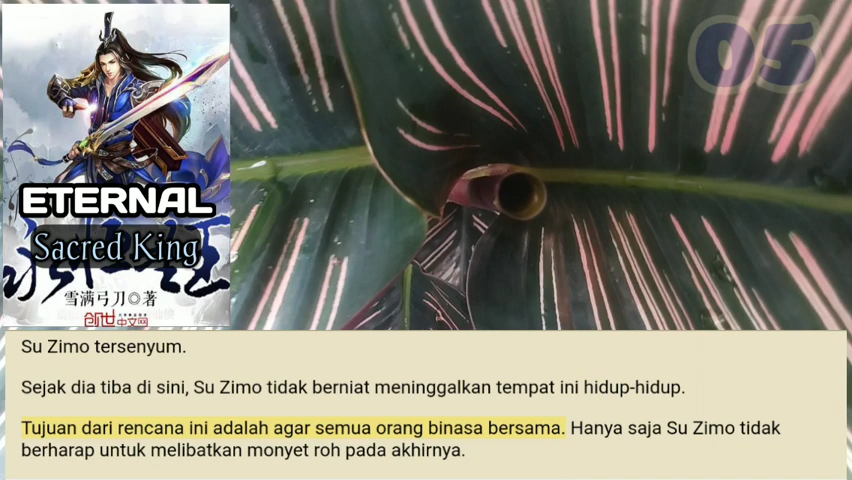 05
ETERNAL
Sacred King
雪满弓刀◎著
创世中文网
Su Zimo tersenyum.
Sejak dia tiba di sini, Su Zimo tidak berniat meninggalkan tempat ini hidup-hidup.
Tujuan dari rencana ini adalah agar semua orang binasa bersama. Hanya saja Su Zimo tidak
berharap untuk melibatkan monyet roh pada akhirnya.